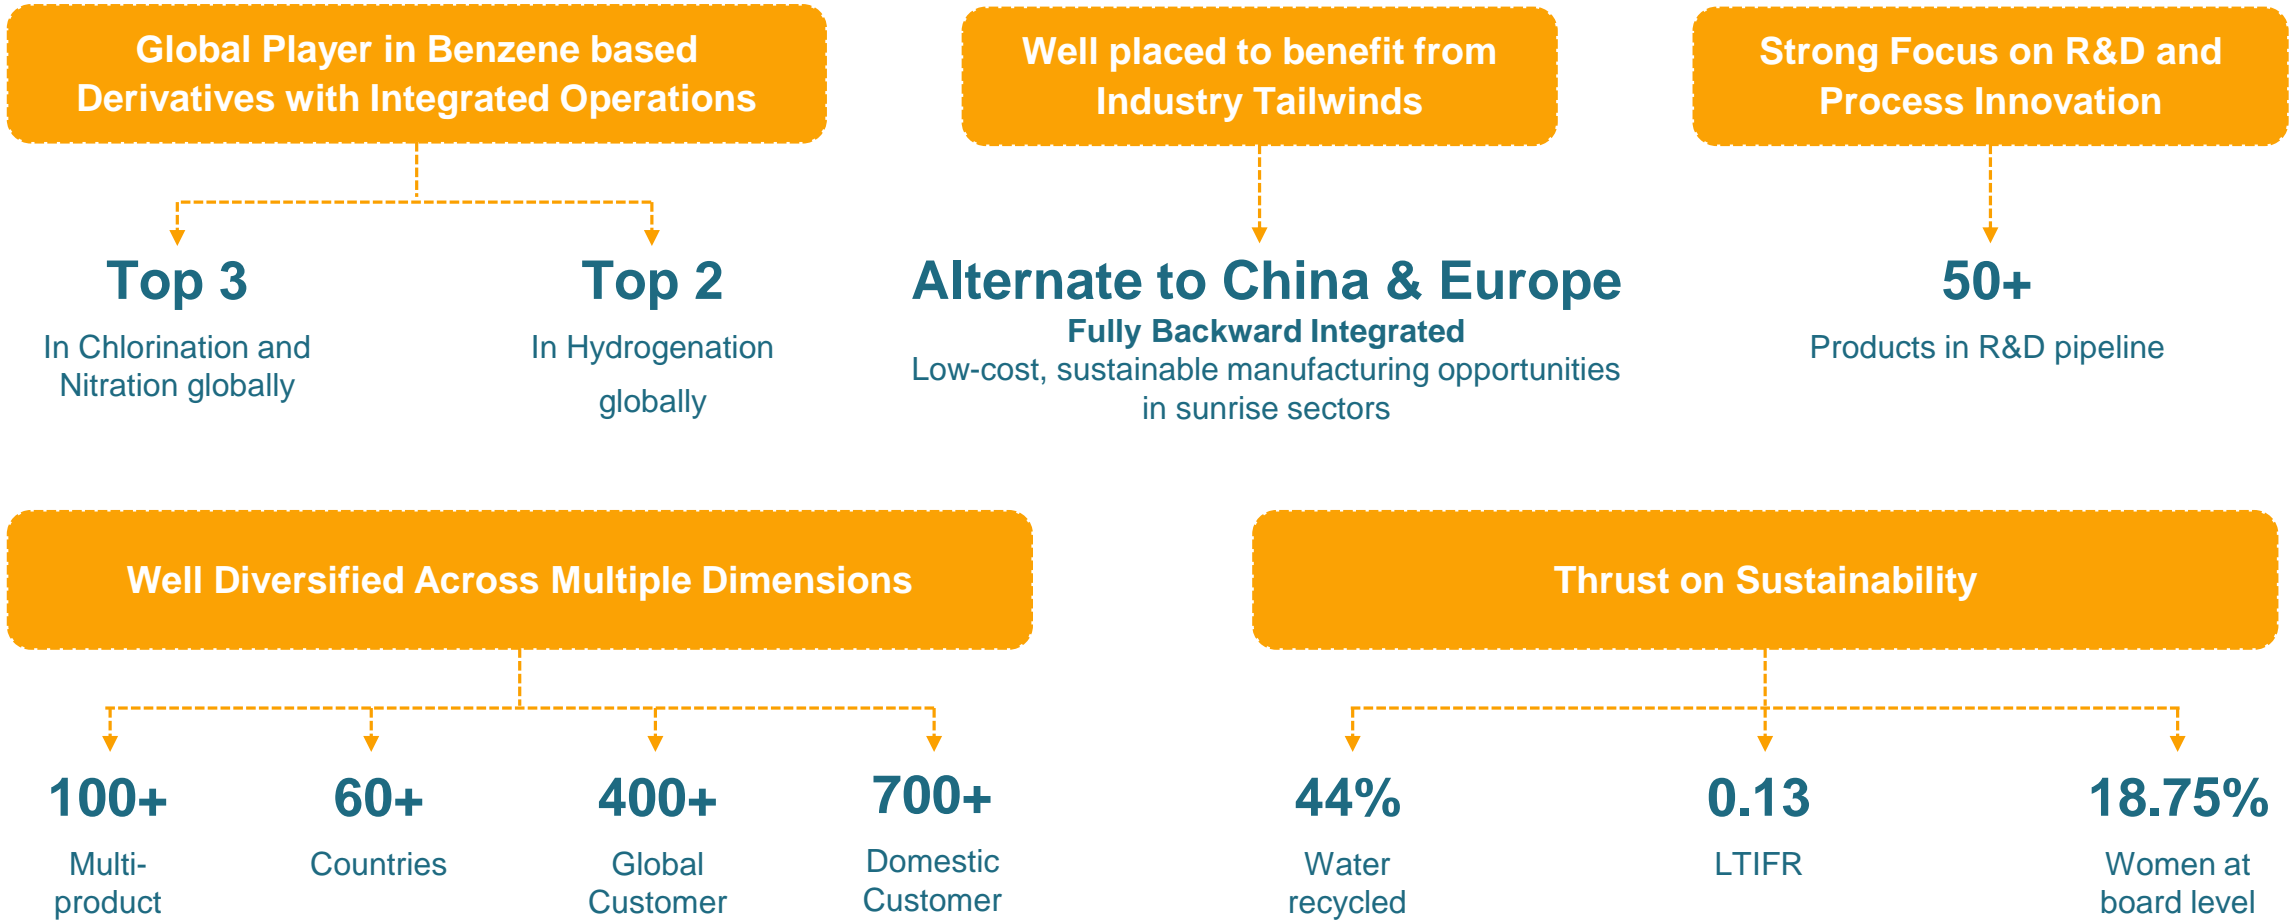 Global Player in Benzene based
Derivatives with Integrated Operations
Top 3
In Chlorination and
Nitration globally
Top 2
In Hydrogenation
globally
Well placed to benefit from
Industry Tailwinds
Alternate to China & Europe
Fully Backward Integrated
Low-cost, sustainable manufacturing opportunities
in sunrise sectors
Strong Focus on R&D and
Process Innovation
50+
Products in R&D pipeline
Well Diversified Across Multiple Dimensions
100+
Multi-
product
60+
Countries
400+
Global
Customer
700+
Domestic
Customer
Thrust on Sustainability
44%
Water
recycled
0.13
LTIFR
18.75%
Women at
board level